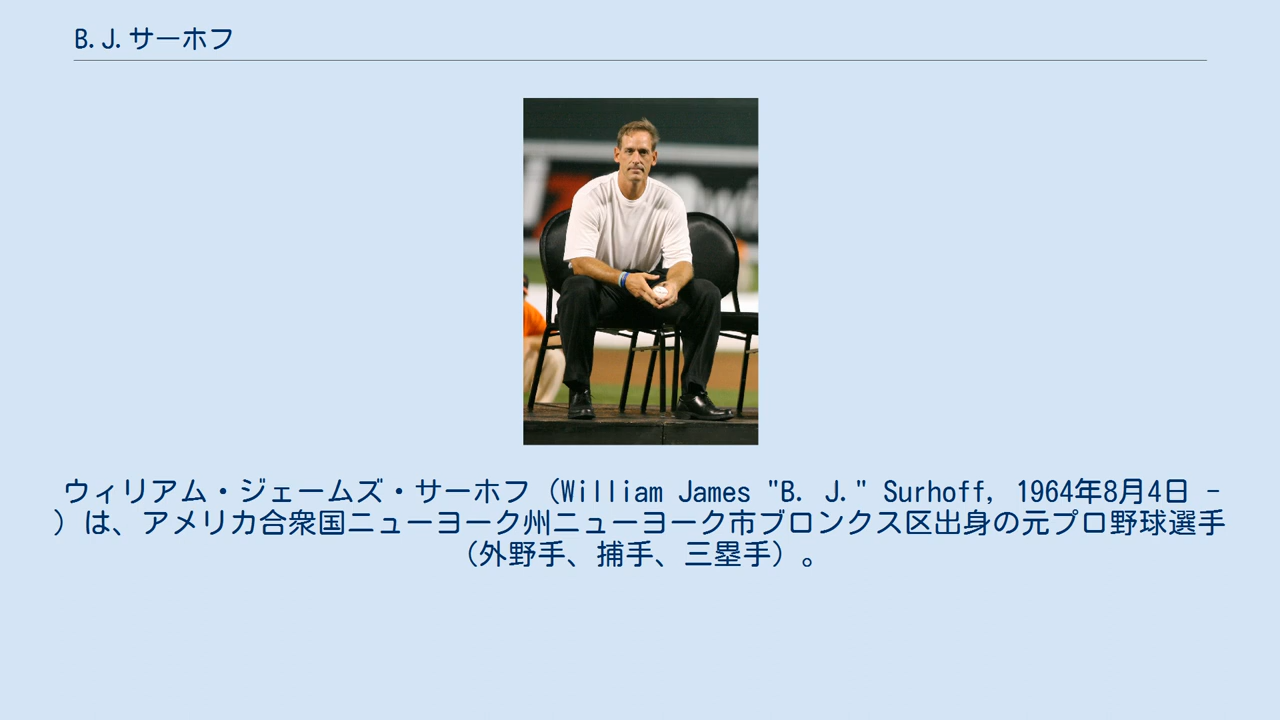 B.J.サーホフ
ウィリアム・ジェームズ・サーホフ（William James "B. J." Surhoff, 1964年8月4日 -
）は、アメリカ合衆国ニューヨーク州ニューヨーク市ブロンクス区出身の元プロ野球選手
（外野手、捕手、三塁手）。